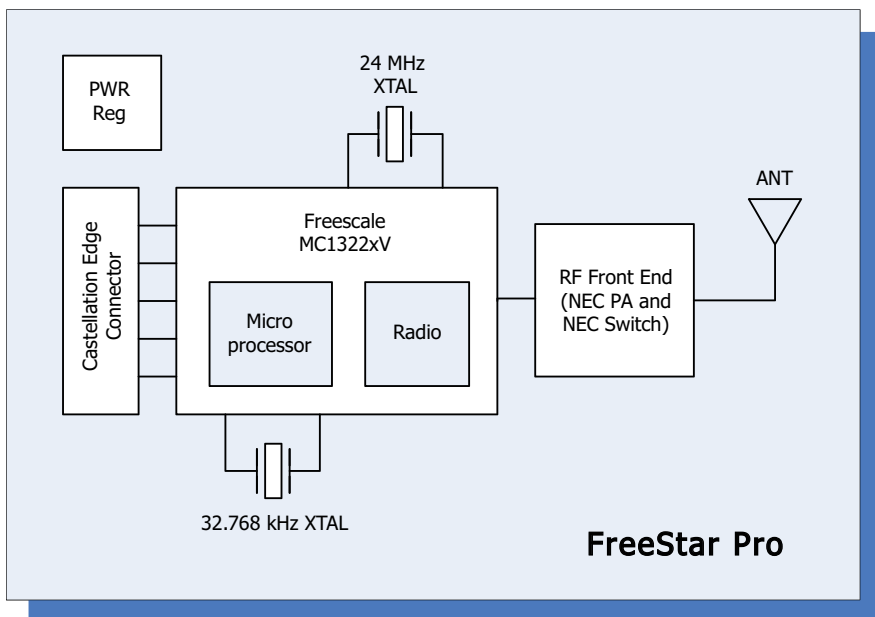 PWR
Reg
24 MHz
XTAL
ANT
Castellation Edge
Connector
Freescale
MC1322xV
Micro
processor
Radio
RF Front End
(NEC PA and
NEC Switch)
32.768 kHz XTAL
FreeStar Pro